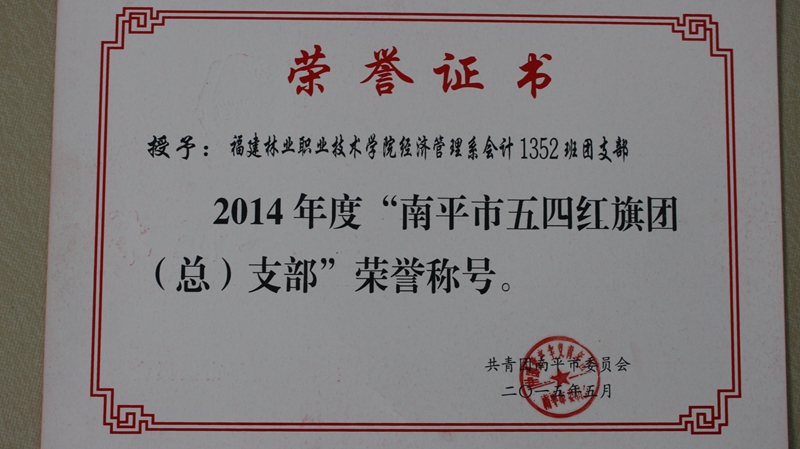 荣誉证书
授予：福建林业职业技术学院经济管理系会计1352班团支部
2014年度“南平市五四红旗团
（总）支部”荣誉称号。
共青团南平市委员会
二〇一五年五月